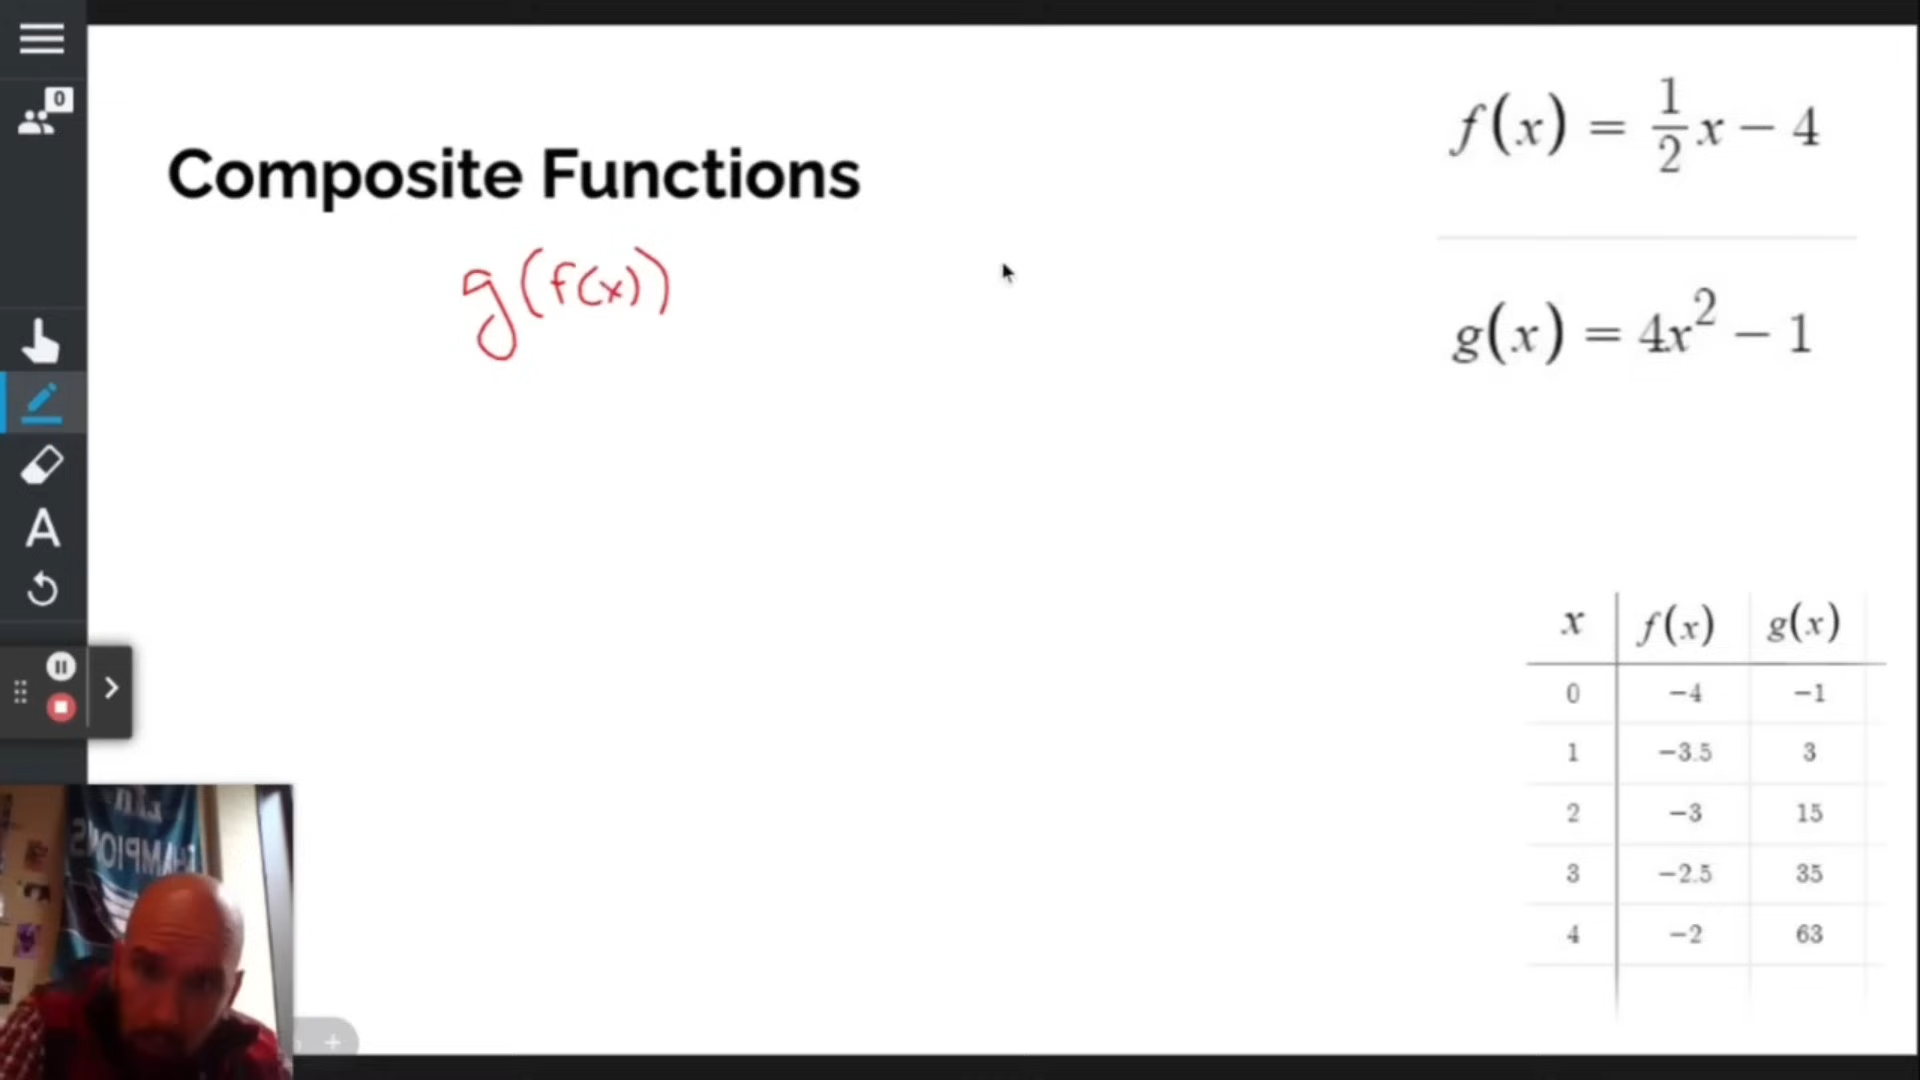 0
Composite Functions
g(f(x))
f(x) = \frac{1}{2}x − 4
g(x) = 4x² − 1
A
x f(x) g(x)
0 −4 −1
1 −3.5 3
2 −3 15
3 −2.5 35
4 −2 63
+